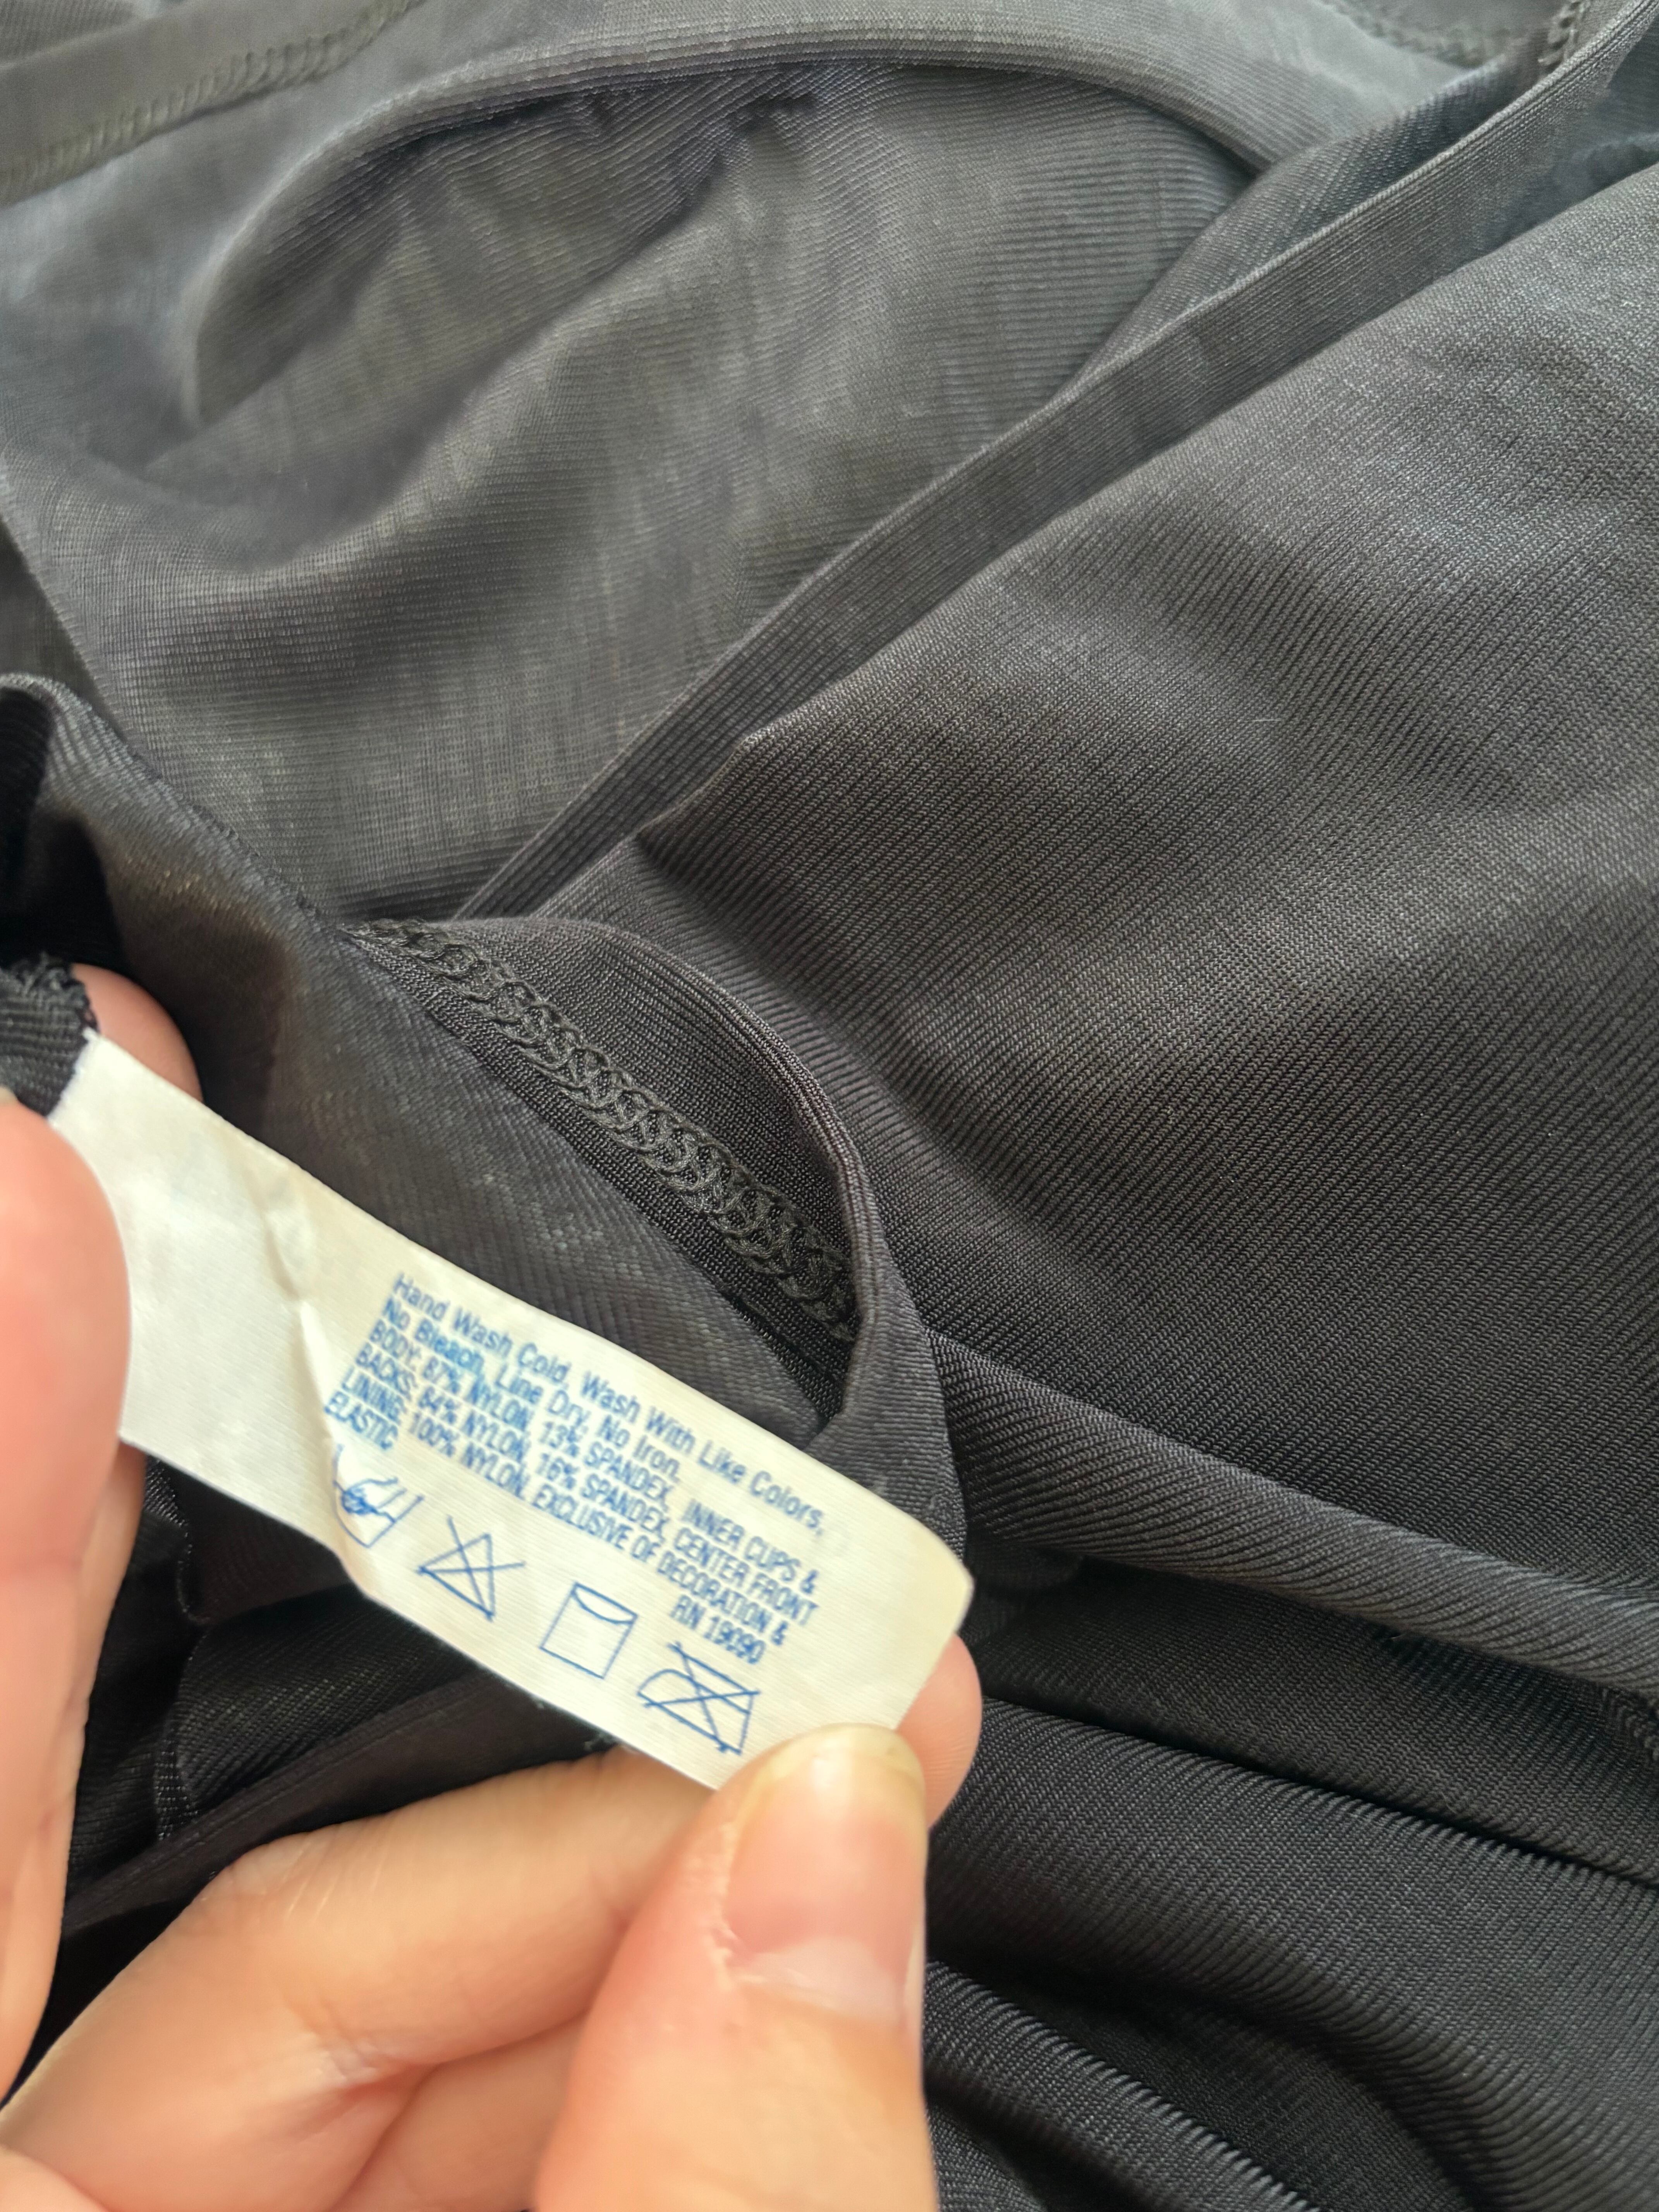 Hand Wash Cold, Wash With Like Colors,
No Bleach, Line Dry, No Iron.
BODY: 87% NYLON, 13% SPANDEX, INNER CUPS &
BACKS: 84% NYLON, 16% SPANDEX, CENTER FRONT
LINING: 100% NYLON, EXCLUSIVE OF DECORATION &
ELASTIC RN 19090